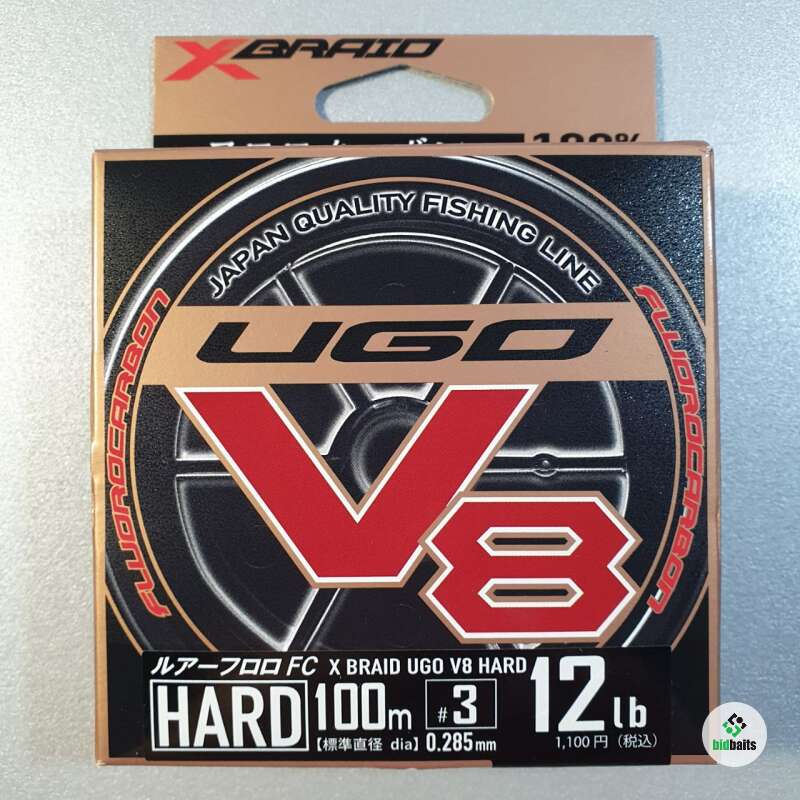 XBRAID
100%
JAPAN QUALITY FISHING LINE
FLUOROCARBON
FLUOROCARBON
UGO
V8
ルアーフロロ FC X BRAID UGO V8 HARD
HARD 100m #3 12lb
【標準直径 dia】0.285mm 1,100円（税込）
bidbaits